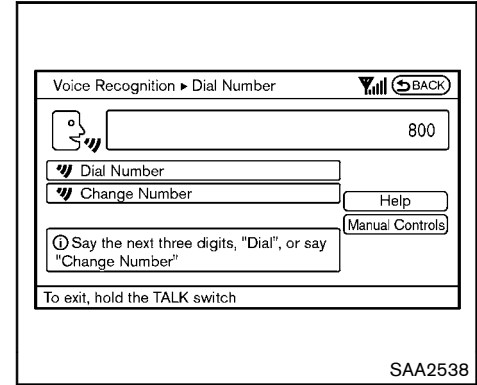 Voice Recognition ▸ Dial Number
BACK
800
Dial Number
Change Number
Help
Manual Controls
Say the next three digits, "Dial", or say
"Change Number"
To exit, hold the TALK switch
SAA2538